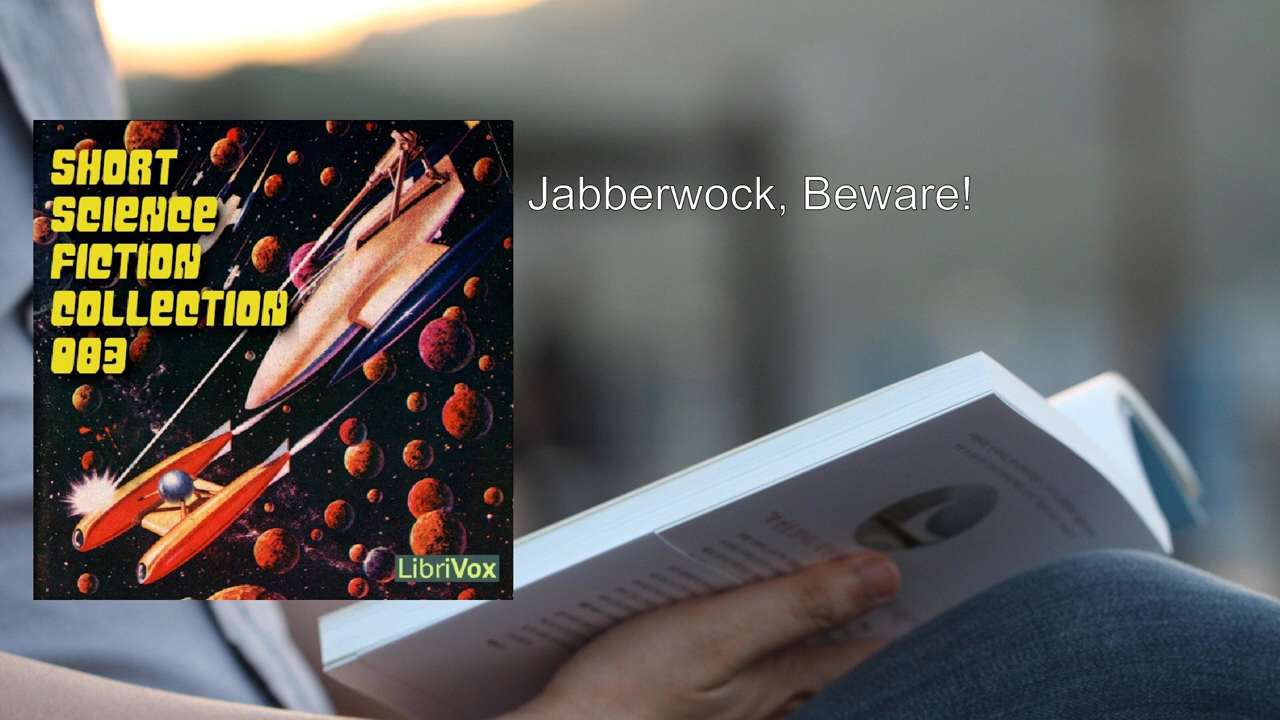 SHORT
SCIENCE
FICTION
COLLECTION
083
LibriVox
Jabberwock, Beware!